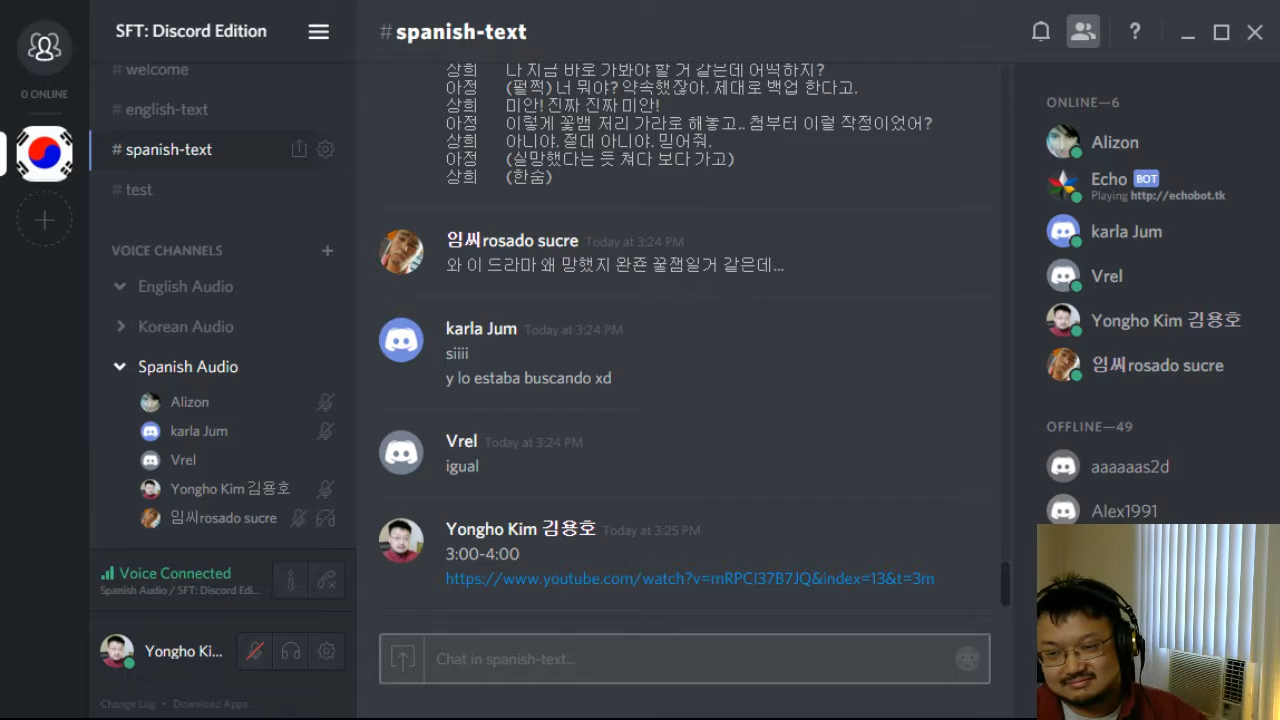 SFT: Discord Edition
0 ONLINE
# welcome
# english-text
# spanish-text
# test
VOICE CHANNELS
English Audio
Korean Audio
Spanish Audio
Alizon
karla Jum
Vrel
Yongho Kim 김용호
임씨rosado sucre
Voice Connected
Spanish Audio / SFT: Discord Edi...
Yongho Ki...
Change Log • Download Apps
# spanish-text
상희 나 지금 바로 가봐야 할 거 같은데 어떡하지?
아정 (펄쩍) 너 뭐야? 약속했잖아. 제대로 백업 한다고.
상희 미안! 진짜 진짜 미안!
아정 이렇게 꽃뱀 저리 가라로 해놓고.. 첨부터 이럴 작정이었어?
상희 아니야. 절대 아니야. 믿어줘.
아정 (실망했다는 듯 쳐다 보다 가고)
상희 (한숨)
임씨rosado sucre Today at 3:24 PM
와 이 드라마 왜 망했지 완죤 꿀잼일거 같은데...
karla Jum Today at 3:24 PM
siiii
y lo estaba buscando xd
Vrel Today at 3:24 PM
igual
Yongho Kim 김용호 Today at 3:25 PM
3:00-4:00
https://www.youtube.com/watch?v=mRPCI37B7JQ&index=13&t=3m
Chat in spanish-text...
ONLINE—6
Alizon
Echo BOT
Playing http://echobot.tk
karla Jum
Vrel
Yongho Kim 김용호
임씨rosado sucre
OFFLINE—49
aaaaaas2d
Alex1991